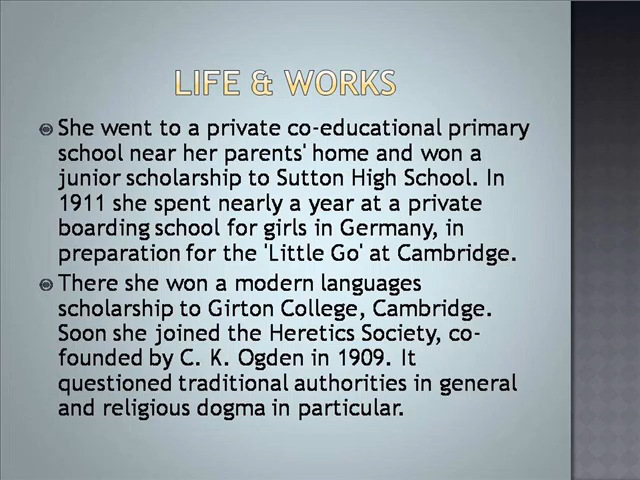 LIFE & WORKS
She went to a private co-educational primary
school near her parents' home and won a
junior scholarship to Sutton High School. In
1911 she spent nearly a year at a private
boarding school for girls in Germany, in
preparation for the 'Little Go' at Cambridge.
There she won a modern languages
scholarship to Girton College, Cambridge.
Soon she joined the Heretics Society, co-
founded by C. K. Ogden in 1909. It
questioned traditional authorities in general
and religious dogma in particular.